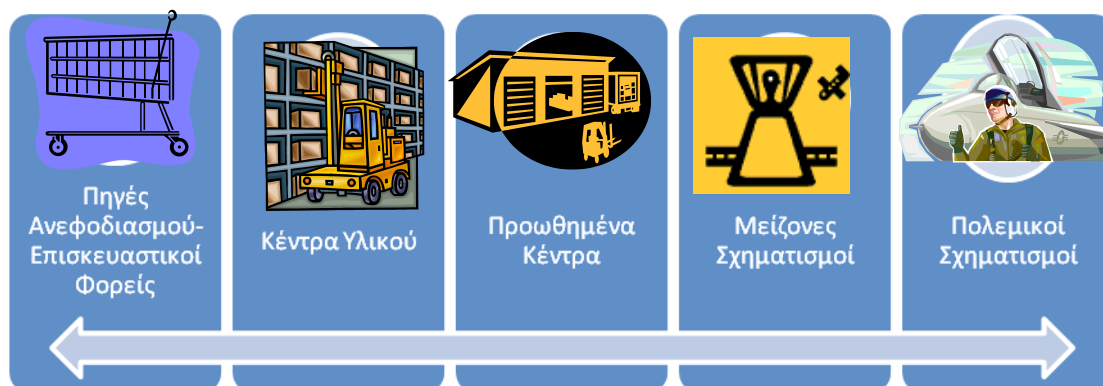 Πηγές
Ανεφοδιασμού-
Επισκευαστικοί
Φορείς
Κέντρα Υλικού
Προωθημένα
Κέντρα
Μείζονες
Σχηματισμοί
Πολεμικοί
Σχηματισμοί